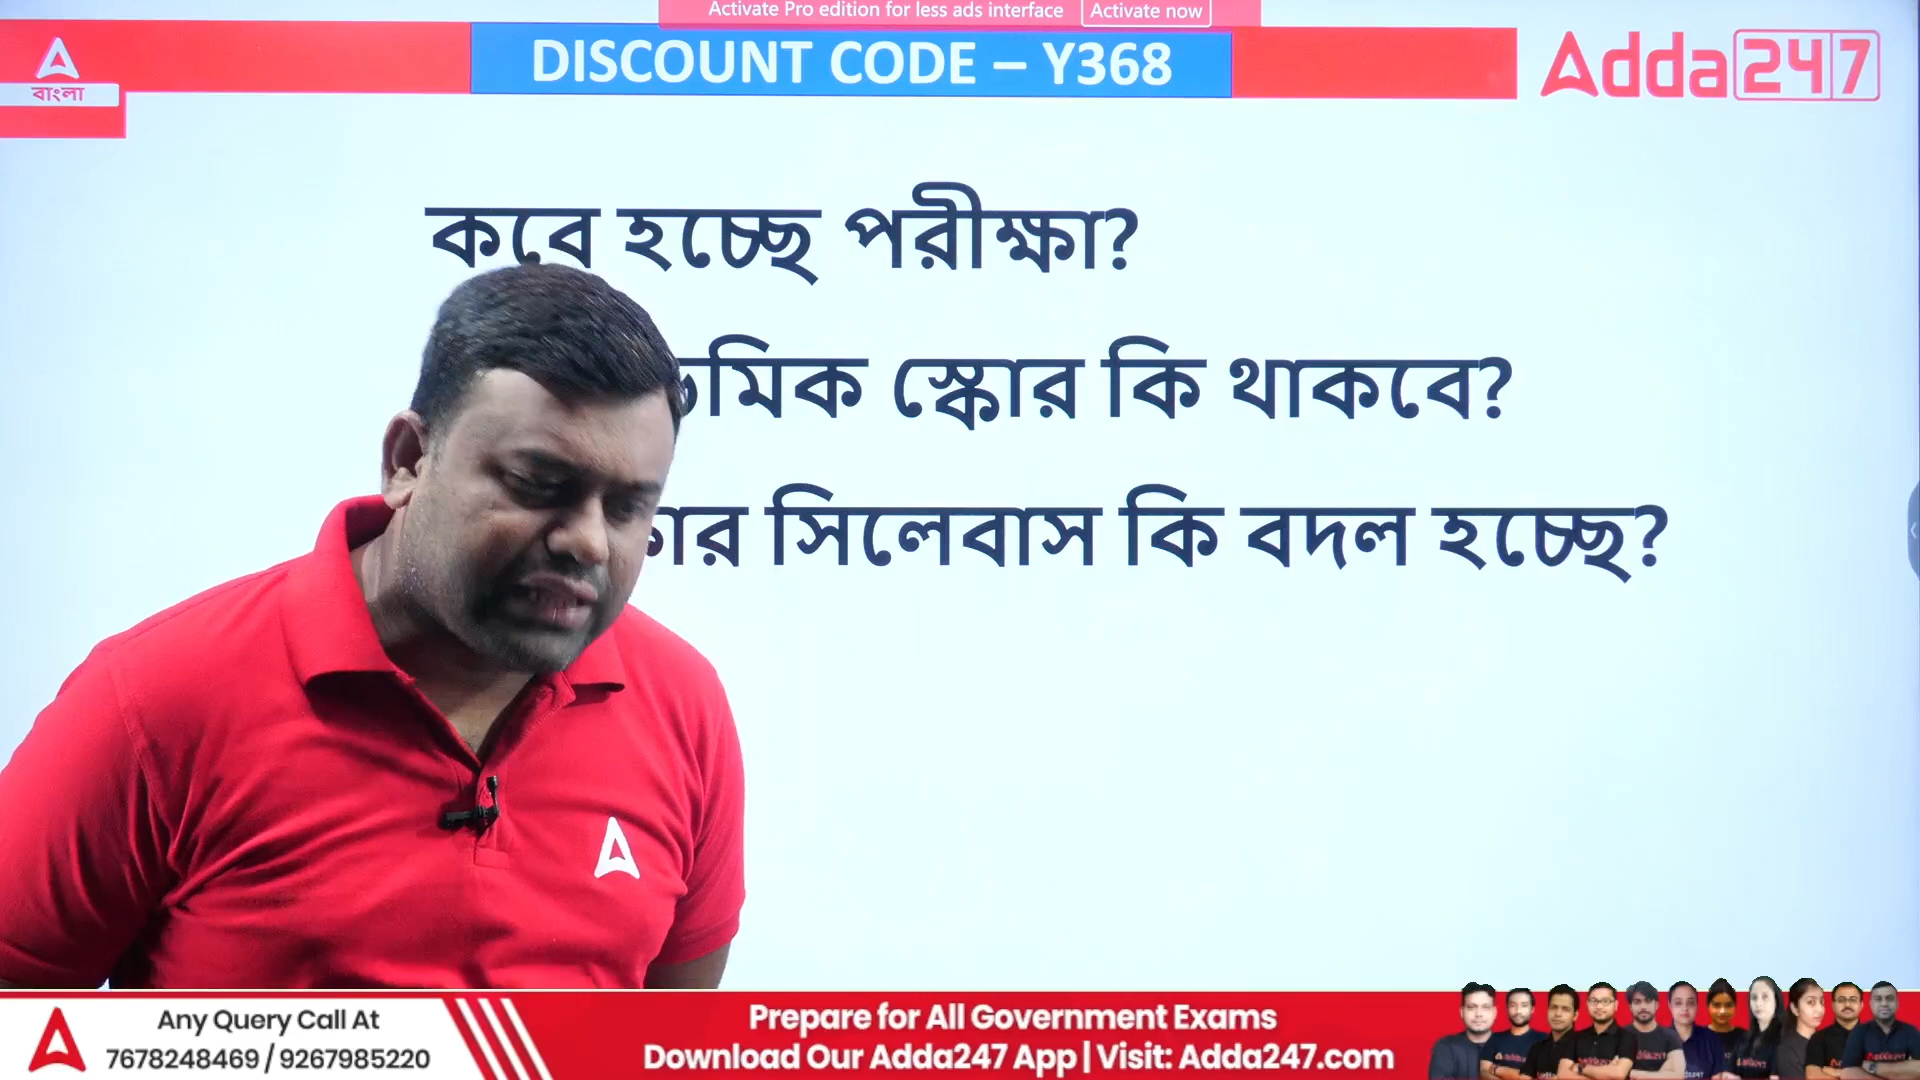 Activate Pro edition for less ads interface Activate now
DISCOUNT CODE – Y368
Adda247
বাংলা
কবে হচ্ছে পরীক্ষা?
স্কোর কি থাকবে?
সিলেবাস কি বদল হচ্ছে?
Any Query Call At
7678248469 / 9267985220
Prepare for All Government Exams
Download Our Adda247 App | Visit: Adda247.com